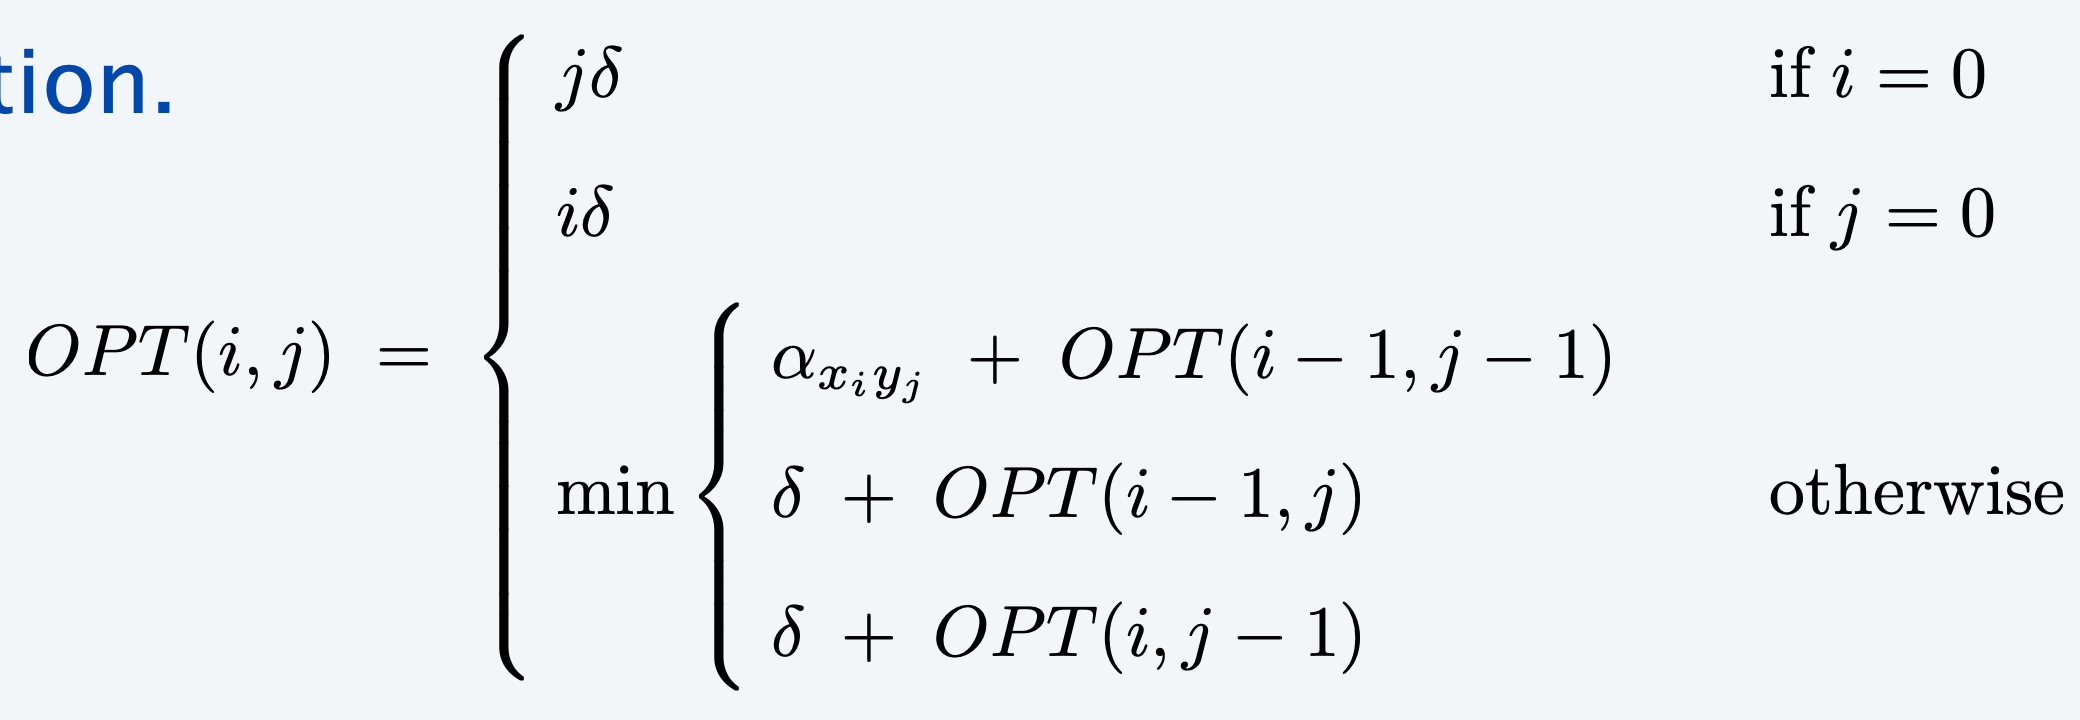 tion.
jδ if i = 0
iδ if j = 0
OPT(i, j) = 
α_{x_i y_j} + OPT(i − 1, j − 1)
min δ + OPT(i − 1, j) otherwise
δ + OPT(i, j − 1)